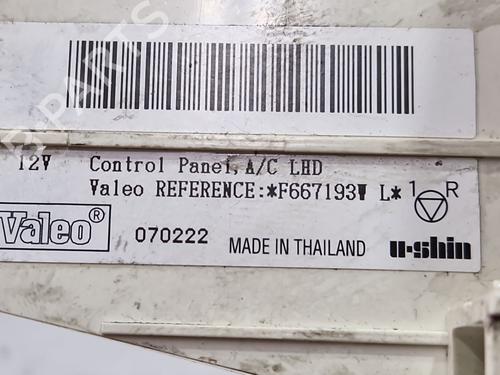 12V Control Panel, A/C LHD
Valeo REFERENCE:*F667193W L* 1 R
Valeo®
070222 MADE IN THAILAND u-shin